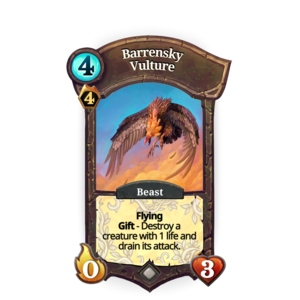 4
Barrensky
Vulture
4
Beast
Flying
Gift - Destroy a
creature with 1 life and
drain its attack.
0
3